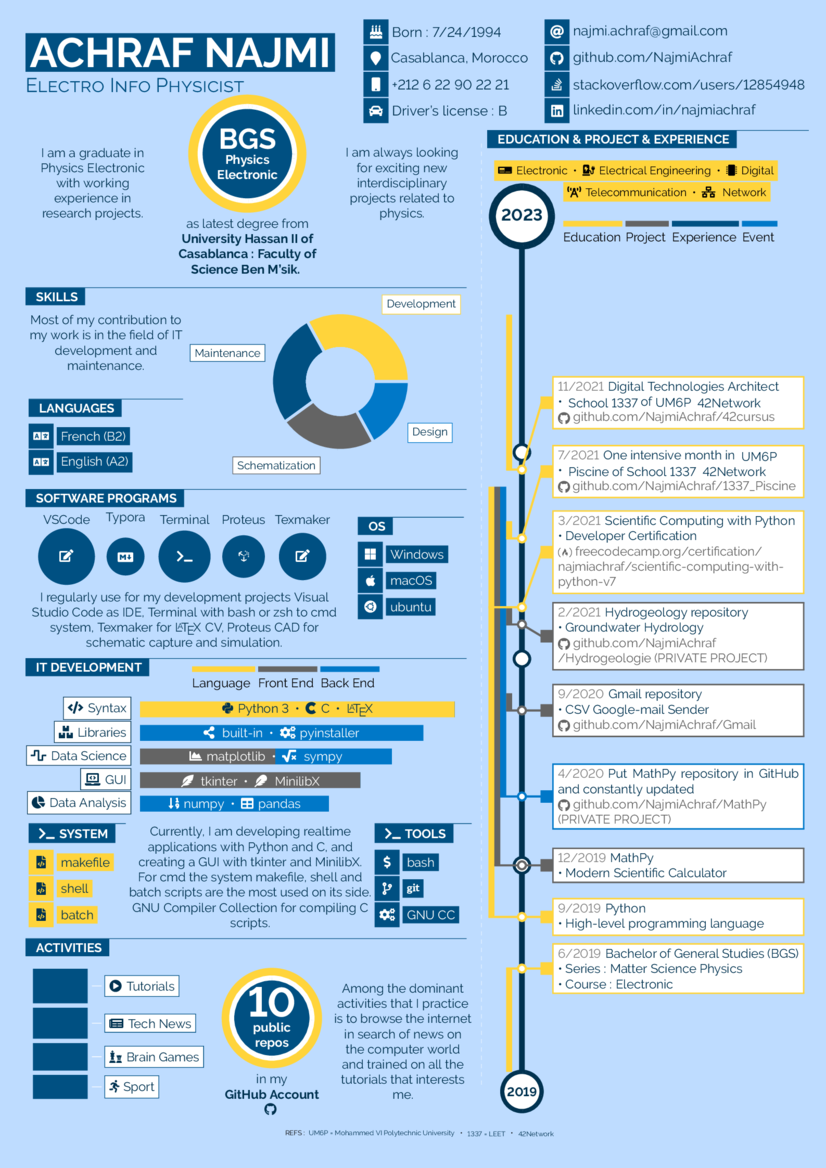 ACHRAF NAJMI
ELECTRO INFO PHYSICIST
Born : 7/24/1994
Casablanca, Morocco
+212 6 22 90 22 21
Driver's license : B
najmi.achraf@gmail.com
github.com/NajmiAchraf
stackoverflow.com/users/12854948
linkedin.com/in/najmiachraf
I am a graduate in
Physics Electronic
with working
experience in
research projects.
BGS
Physics
Electronic
as latest degree from
University Hassan II of
Casablanca : Faculty of
Science Ben M'sik.
I am always looking
for exciting new
interdisciplinary
projects related to
physics.
SKILLS
Most of my contribution to
my work is in the field of IT
development and
maintenance.
Development
Maintenance
Design
Schematization
LANGUAGES
French (B2)
English (A2)
SOFTWARE PROGRAMS
VSCode Typora Terminal Proteus Texmaker
I regularly use for my development projects Visual
Studio Code as IDE, Terminal with bash or zsh to cmd
system, Texmaker for LATEX CV, Proteus CAD for
schematic capture and simulation.
OS
Windows
macOS
ubuntu
IT DEVELOPMENT
Language Front End Back End
Syntax Python 3 • C • LATEX
Libraries built-in • pyinstaller
Data Science matplotlib • sympy
GUI tkinter • MinilibX
Data Analysis numpy • pandas
SYSTEM
makefile
shell
batch
Currently, I am developing realtime
applications with Python and C, and
creating a GUI with tkinter and MinilibX.
For cmd the system makefile, shell and
batch scripts are the most used on its side.
GNU Compiler Collection for compiling C
scripts.
TOOLS
bash
git
GNU CC
ACTIVITIES
Tutorials
Tech News
Brain Games
Sport
10
public
repos
in my
GitHub Account
Among the dominant
activities that I practice
is to browse the internet
in search of news on
the computer world
and trained on all the
tutorials that interests
me.
EDUCATION & PROJECT & EXPERIENCE
Electronic • Electrical Engineering • Digital
Telecommunication • Network
2023
Education Project Experience Event
11/2021 Digital Technologies Architect
• School 1337 of UM6P 42Network
github.com/NajmiAchraf/42cursus
7/2021 One intensive month in UM6P
• Piscine of School 1337 42Network
github.com/NajmiAchraf/1337_Piscine
3/2021 Scientific Computing with Python
• Developer Certification
freecodecamp.org/certification/
najmiachraf/scientific-computing-with-
python-v7
2/2021 Hydrogeology repository
• Groundwater Hydrology
github.com/NajmiAchraf
/Hydrogeologie (PRIVATE PROJECT)
9/2020 Gmail repository
• CSV Google-mail Sender
github.com/NajmiAchraf/Gmail
4/2020 Put MathPy repository in GitHub
and constantly updated
github.com/NajmiAchraf/MathPy
(PRIVATE PROJECT)
12/2019 MathPy
• Modern Scientific Calculator
9/2019 Python
• High-level programming language
6/2019 Bachelor of General Studies (BGS)
• Series : Matter Science Physics
• Course : Electronic
2019
REFS : UM6P = Mohammed VI Polytechnic University • 1337 = LEET • 42Network